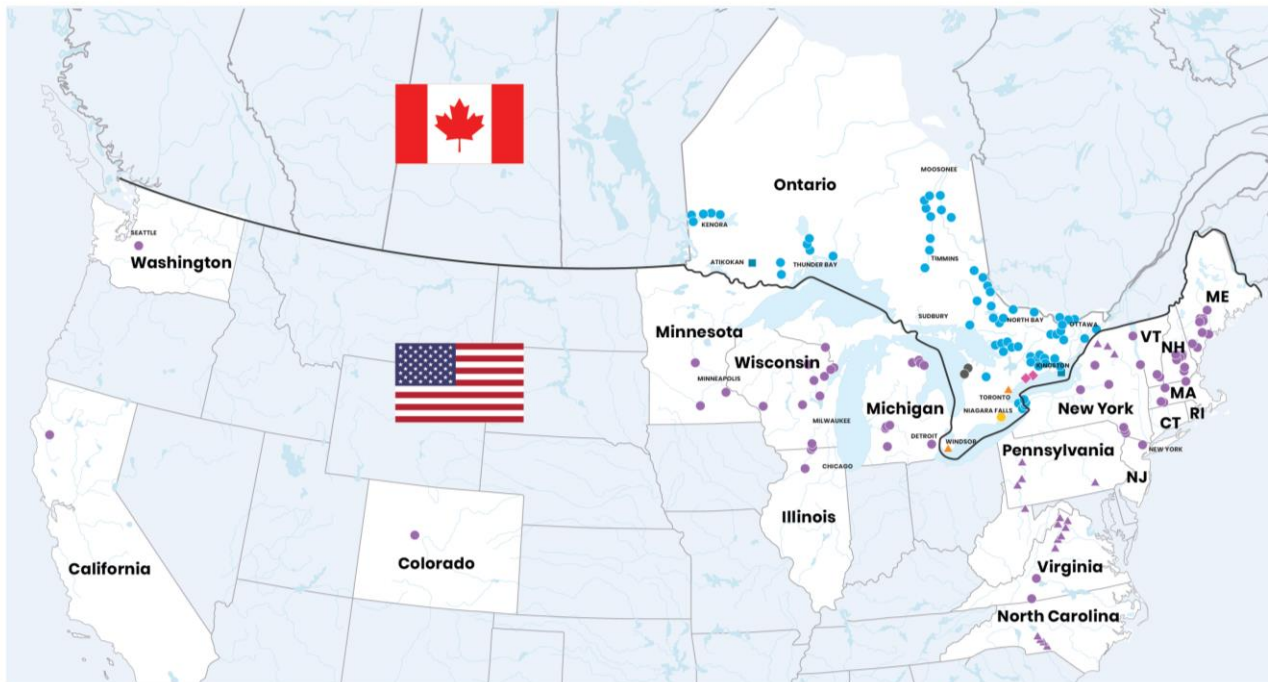 MOOSONEE
Ontario
KENORA
ATIKOKAN
THUNDER BAY
TIMMINS
SEATTLE
Washington
SUDBURY
NORTH BAY
OTTAWA
ME
Minnesota
Wisconsin
VT
NH
KINGSTON
MINNEAPOLIS
TORONTO
MA
Michigan
NIAGARA FALLS
New York
RI
MILWAUKEE
CT
DETROIT
WINDSOR
Pennsylvania
NEW YORK
CHICAGO
NJ
Illinois
Colorado
California
Virginia
North Carolina